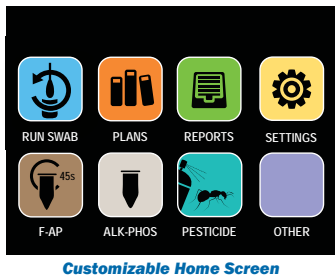 RUN SWAB PLANS REPORTS SETTINGS
45s
F-AP ALK-PHOS PESTICIDE OTHER
Customizable Home Screen